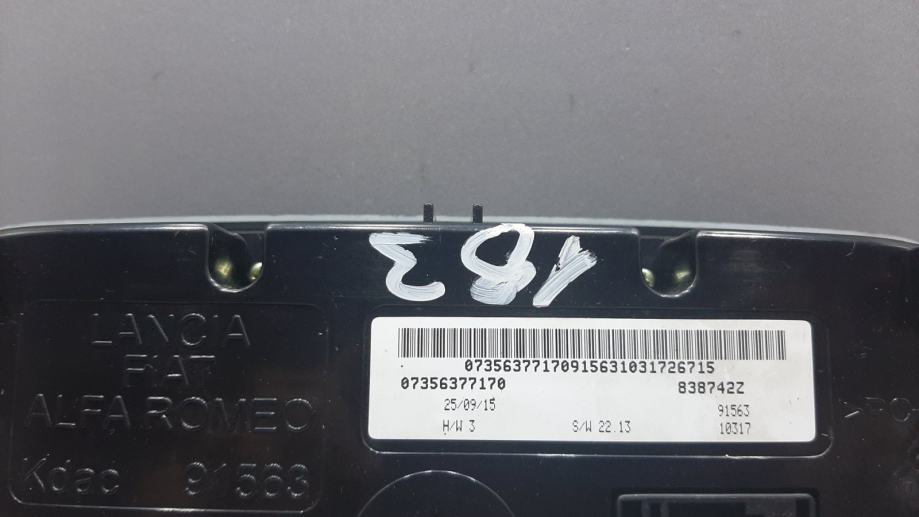 183
LANCIA
FIAT
ALFA ROMEO
Kdac 91563
07356377170915631031726715
07356377170 838742Z
25/09/15 91563
H/W 3 S/W 22.13 10317